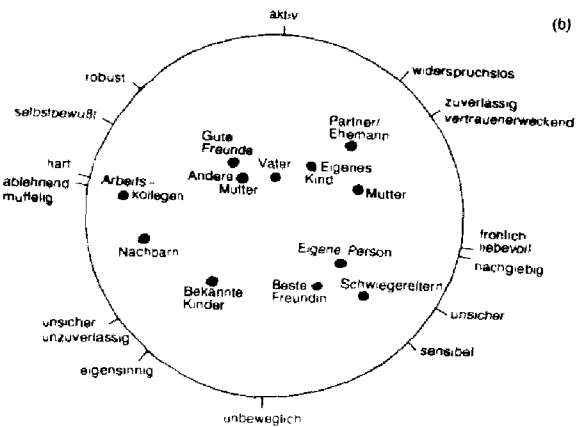 aktiv
(b)
widerspruchslos
robust
zuverlässig
vertrauenerweckend
selbstbewußt
Partner/
Ehemann
Gute
Freunde
Vater
Eigenes
Kind
hart
ablehnend
muffelig
Arbeits-
kollegen
Andere
Mutter
Mutter
fröhlich
liebevoll
nachgiebig
Nachbarn
Eigene Person
Bekannte
Kinder
Beste
Freundin
Schwiegereltern
unsicher
unzuverlässig
unsicher
sensibel
eigensinnig
unbeweglich